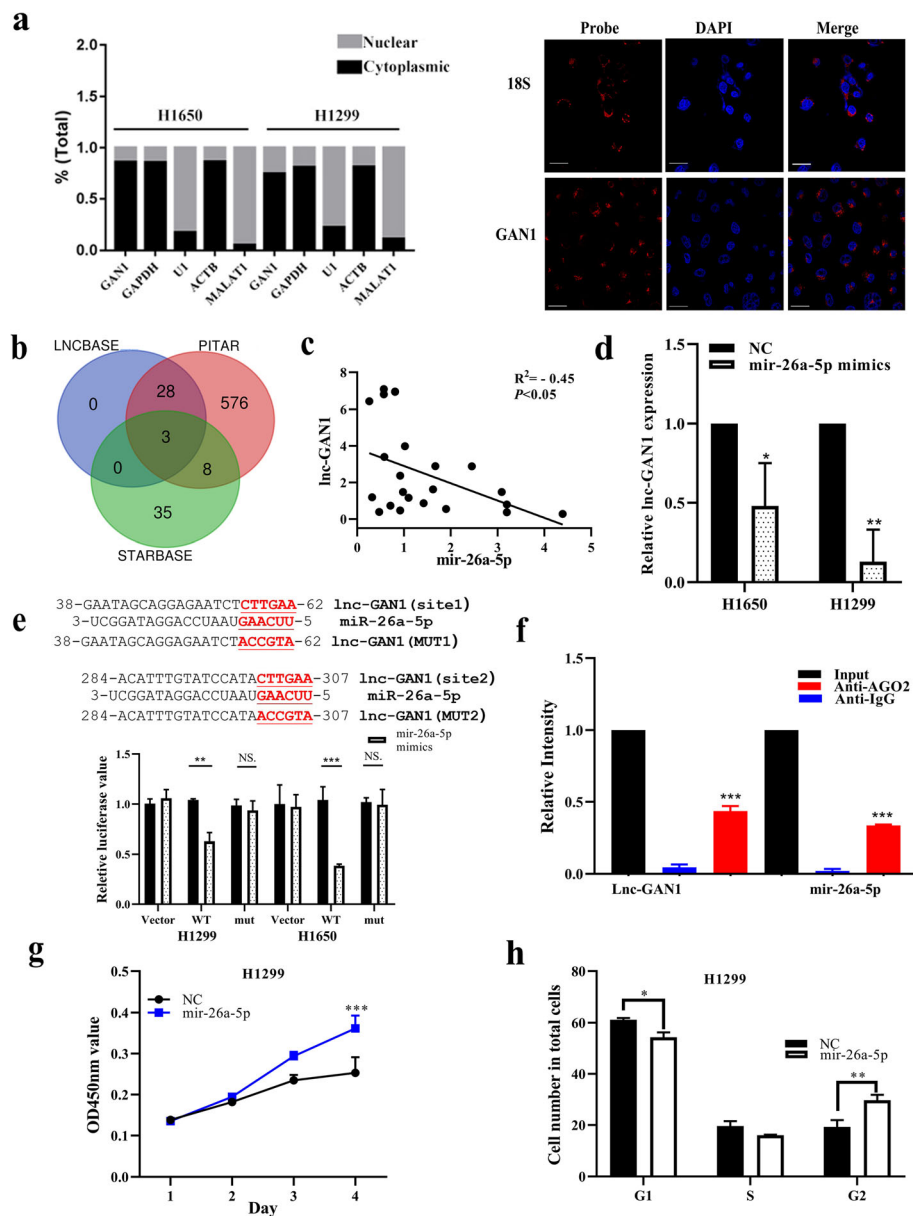 a
Nuclear
Cytoplasmic
H1650 H1299
% (Total)
2.0
1.5
1.0
0.5
0.0
GAN1 GAPDH U1 ACTB MALAT1 GAN1 GAPDH U1 ACTB MALAT1
Probe DAPI Merge
18S
GAN1
b
LNCBASE PITAR
0 28 576
3
0 8
35
STARBASE
c
R2= - 0.45
P<0.05
lnc-GAN1
8
6
4
2
0
0 1 2 3 4 5
mir-26a-5p
d
NC
mir-26a-5p mimics
Relative lnc-GAN1 expression
1.5
1.0
0.5
0.0
*
**
H1650 H1299
e
38-GAATAGCAGGAGAATCTCTTGAA-62 lnc-GAN1(site1)
3-UCGGATAGGACCUAAUGAACUU-5 miR-26a-5p
38-GAATAGCAGGAGAATCTACCGTA-62 lnc-GAN1(MUT1)
284-ACATTTGTATCCATACTTGAA-307 lnc-GAN1(site2)
3-UCGGATAGGACCUAAUGAACUU-5 miR-26a-5p
284-ACATTTGTATCCATAACCGTA-307 lnc-GAN1(MUT2)
mir-26a-5p
mimics
Reletive luciferase value
1.5
1.0
0.5
0.0
** NS. *** NS.
Vector WT mut Vector WT mut
H1299 H1650
f
Input
Anti-AGO2
Anti-IgG
Relative Intensity
1.5
1.0
0.5
0.0
***
***
Lnc-GAN1 mir-26a-5p
g
H1299
NC
mir-26a-5p
OD450nm value
0.5
0.4
0.3
0.2
0.1
0.0
***
1 2 3 4
Day
h
H1299
NC
mir-26a-5p
Cell number in total cells
80
60
40
20
0
*
**
G1 S G2